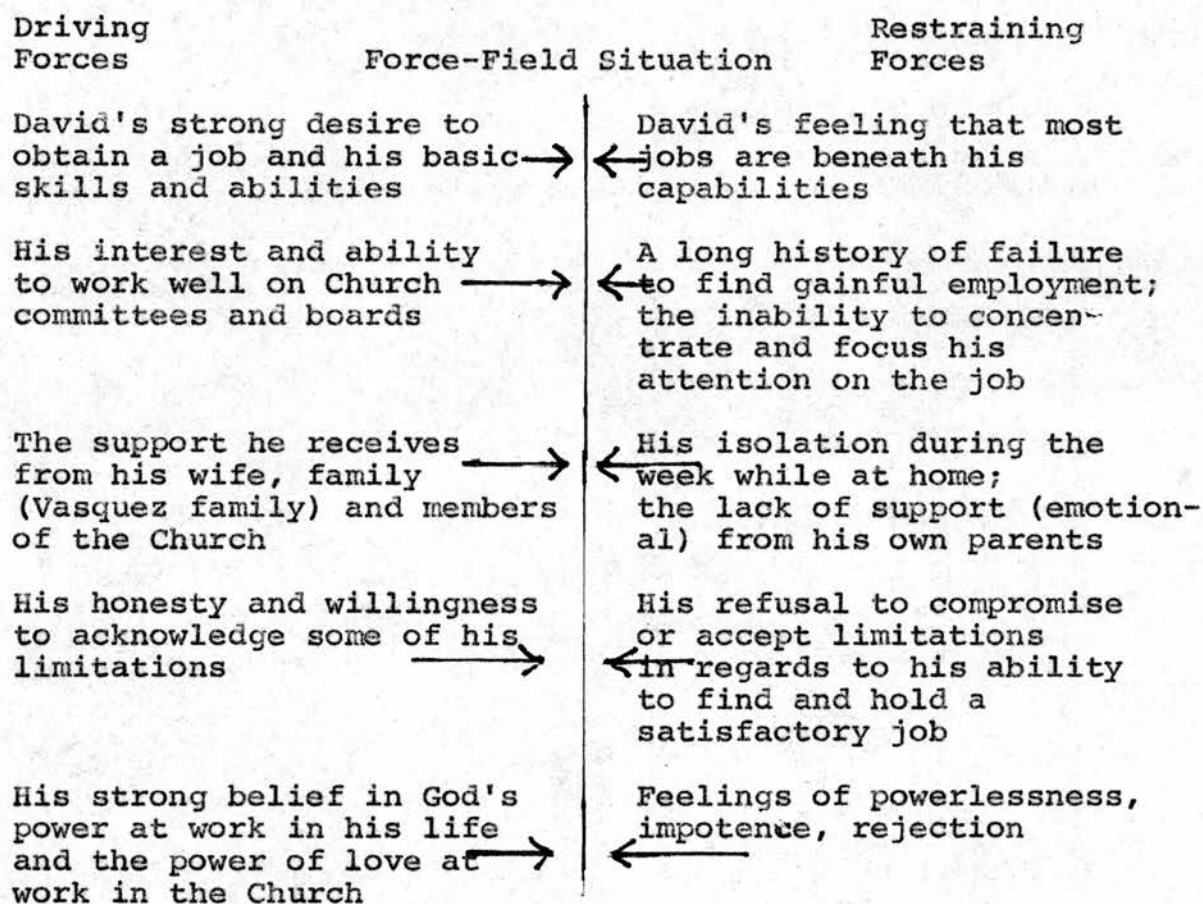 Driving
Forces
Force-Field Situation
Restraining
Forces
David's strong desire to
obtain a job and his basic
skills and abilities
David's feeling that most
jobs are beneath his
capabilities
His interest and ability
to work well on Church
committees and boards
A long history of failure
to find gainful employment;
the inability to concen-
trate and focus his
attention on the job
The support he receives
from his wife, family
(Vasquez family) and members
of the Church
His isolation during the
week while at home;
the lack of support (emotion-
al) from his own parents
His honesty and willingness
to acknowledge some of his
limitations
His refusal to compromise
or accept limitations
in regards to his ability
to find and hold a
satisfactory job
His strong belief in God's
power at work in his life
and the power of love at
work in the Church
Feelings of powerlessness,
impotence, rejection